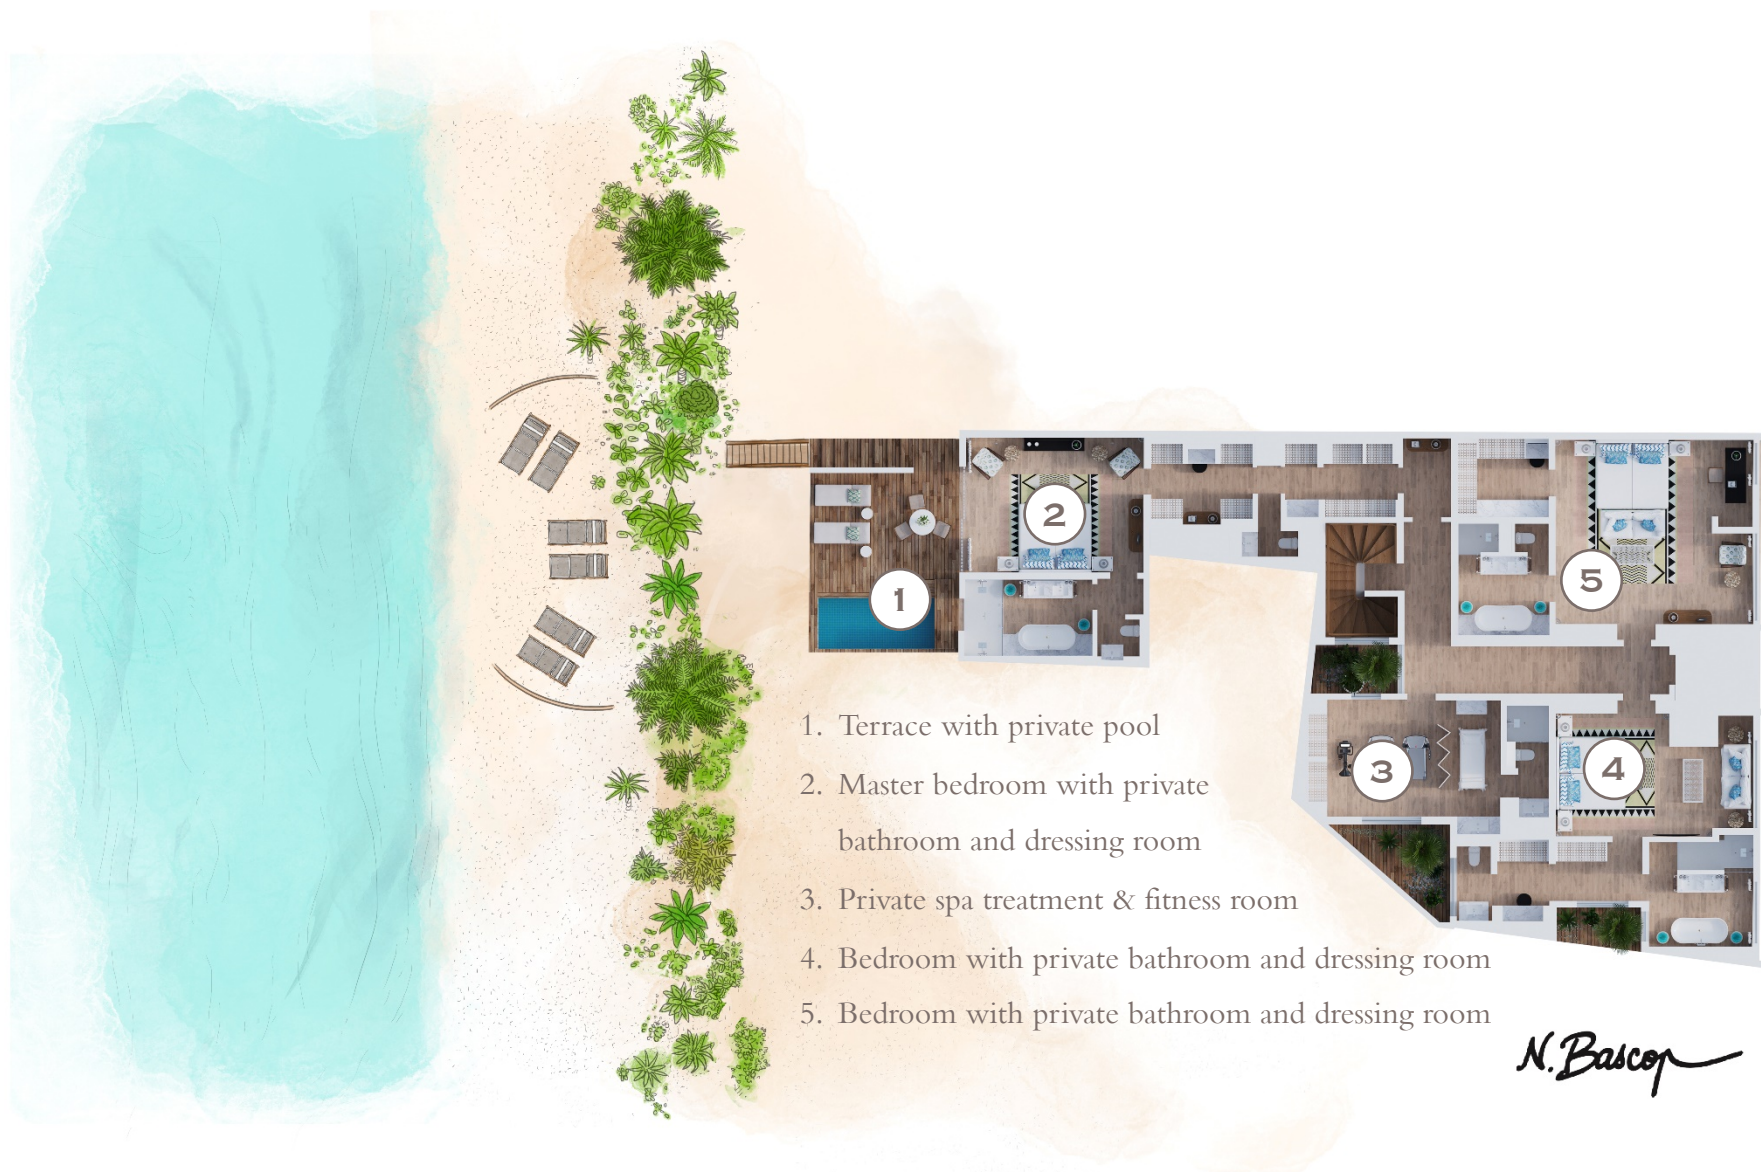 2
1
5
3
4
1. Terrace with private pool
2. Master bedroom with private
bathroom and dressing room
3. Private spa treatment & fitness room
4. Bedroom with private bathroom and dressing room
5. Bedroom with private bathroom and dressing room
N. Bascop